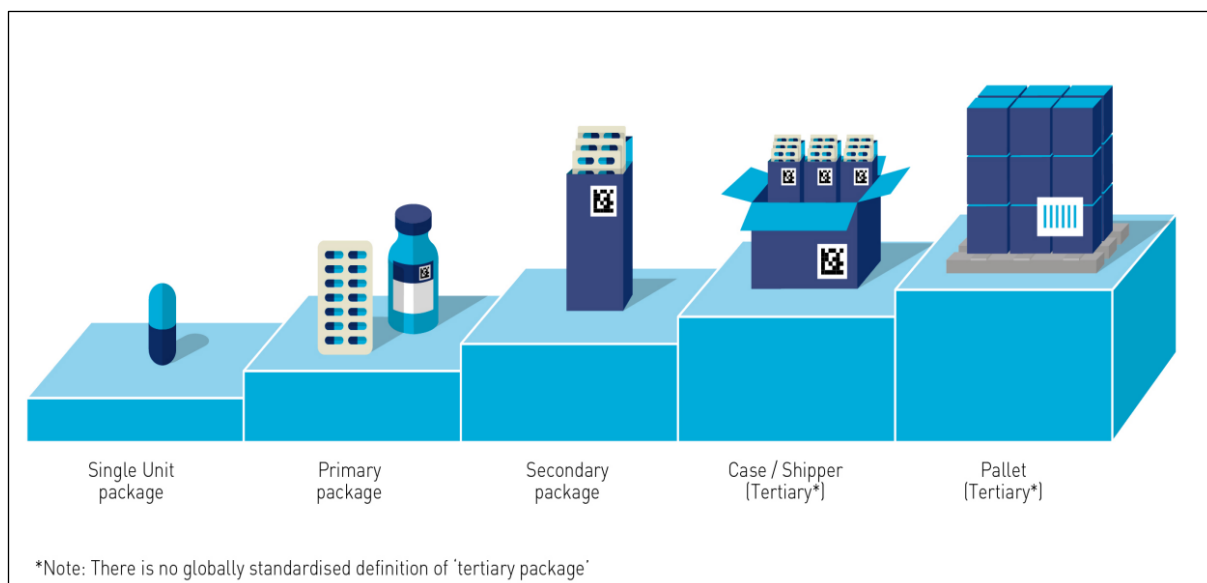 Single Unit
package
Primary
package
Secondary
package
Case / Shipper
(Tertiary*)
Pallet
(Tertiary*)
*Note: There is no globally standardised definition of ‘tertiary package’